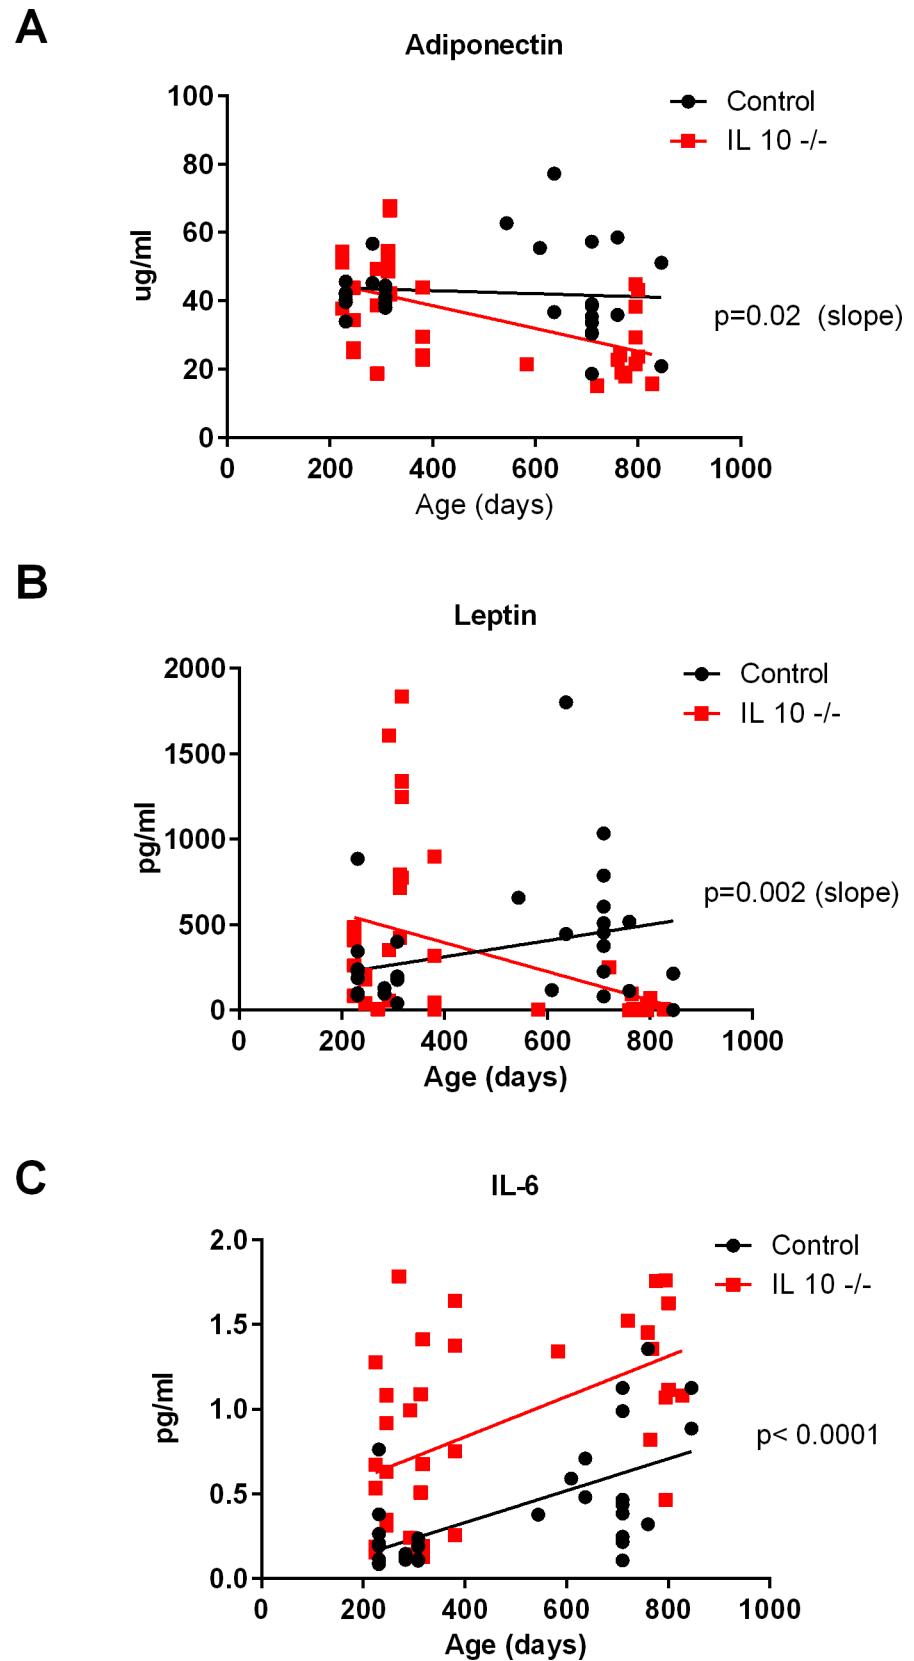 A
Adiponectin
100
80
60
40
20
0
ug/ml
Control
IL 10 -/-
p=0.02 (slope)
0 200 400 600 800 1000
Age (days)
B
Leptin
2000
1500
1000
500
0
pg/ml
Control
IL 10 -/-
p=0.002 (slope)
0 200 400 600 800 1000
Age (days)
C
IL-6
2.0
1.5
1.0
0.5
0.0
pg/ml
Control
IL 10 -/-
p< 0.0001
0 200 400 600 800 1000
Age (days)